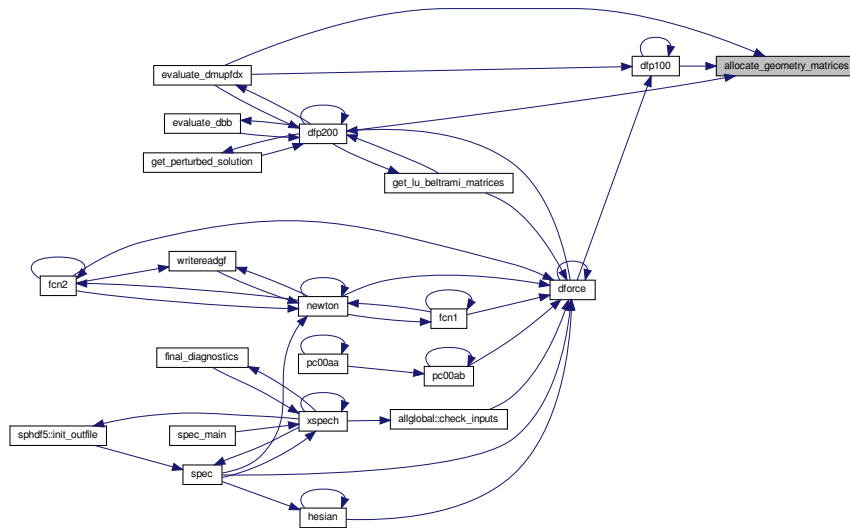 evaluate_dmupfdx
dfp100
allocate_geometry_matrices
evaluate_dbb
dfp200
get_perturbed_solution
get_lu_beltrami_matrices
writereadgf
fcn2
newton
dforce
fcn1
final_diagnostics
pc00aa
pc00ab
sphdf5::init_outfile
spec_main
xspech
allglobal::check_inputs
spec
hesian